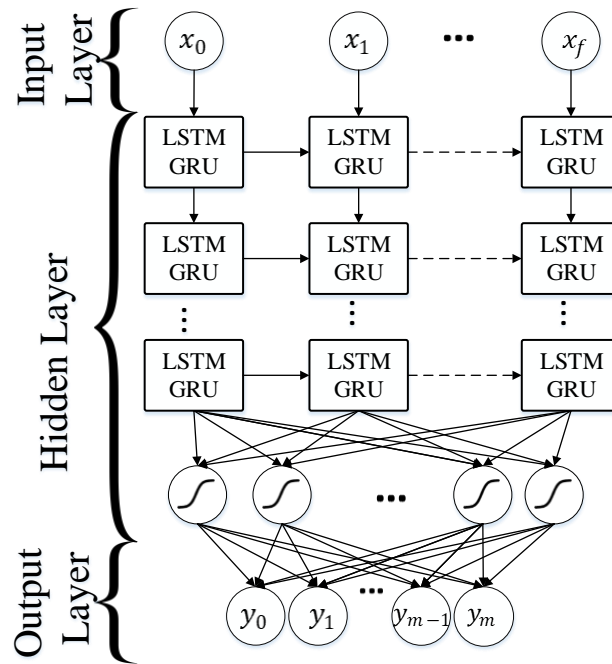 Input Layer
x₀ x₁ ... x_f
LSTM LSTM LSTM
GRU GRU GRU
LSTM LSTM LSTM
GRU GRU GRU
Hidden Layer
LSTM LSTM LSTM
GRU GRU GRU
...
Output Layer
y₀ y₁ ... yₘ₋₁ yₘ